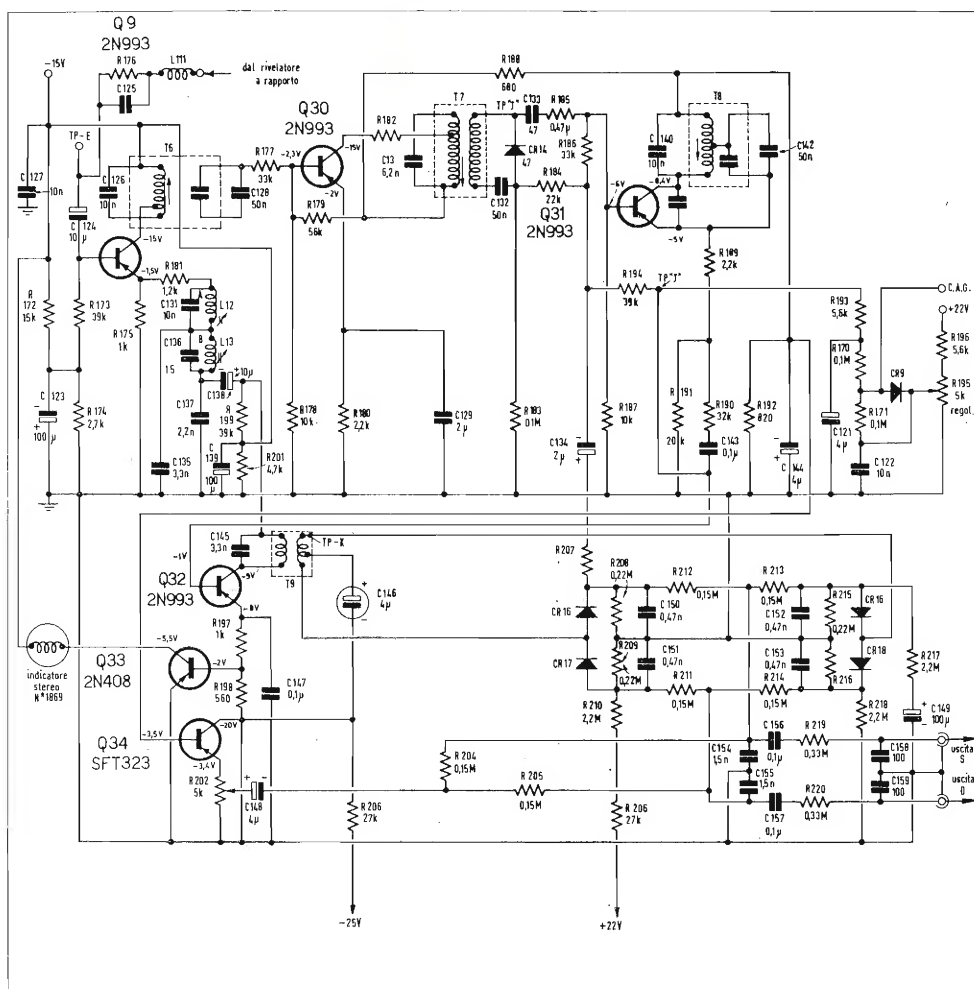 Q9
2N993
-15V
R176
L111
C125
dal rivelatore
a rapporto
TP-E
T6
C127
10n
C126
10n
C124
10µ
C128
50n
R177
33k
R179
56k
Q30
2N993
-2,3V
-15V
-2V
R182
R188
680
T7
C13
6,2n
TP"J"
C133
47
R185
0,47µ
CR14
47
R186
33k
C132
50n
R184
22k
Q31
2N993
-6V
-0,4V
-5V
T8
C140
10n
C142
50n
R189
2,2k
-15V
-1,5V
R181
1,2k
C131
10n
A
L12
B
L13
C136
15
R
172
15k
R173
39k
R175
1k
R174
2,7k
C123
100µ
C137
2,2n
C135
3,3n
C138
10µ
R
199
39k
C
139
100
µ
R201
4,7k
R178
10k
R180
2,2k
C129
2µ
R183
0.1M
C134
2µ
R187
10k
R194
39k
TP"J"
R191
20k
R190
32k
C143
0,1µ
R192
820
C144
4µ
R193
5,6k
R170
0,1M
R171
0,1M
C121
4µ
C122
10n
CR9
C.A.G.
+22V
R196
5,6k
R195
5k
regol.
C145
3,3n
TP-X
T9
Q32
2N993
-9V
-8V
C146
4µ
R197
1k
R198
560
C147
0,1µ
indicatore
stereo
N°1869
Q33
2N408
-5,5V
-2V
Q34
SFT323
-3,5V
-20V
-3,4V
R202
5k
C148
4µ
R206
27k
-25V
R204
0,15M
R205
0,15M
R207
CR16
CR17
R208
0,22M
R209
0,22M
C150
0,47n
C151
0,47n
R212
0,15M
R211
0,15M
R210
2,2M
R206
27k
+22V
R213
0,15M
R214
0,15M
C152
0,47n
C153
0,47n
R215
0,22M
R216
CR16
CR18
R217
2,2M
R218
2,2M
C149
100µ
C154
1,5n
C155
1,5n
C156
0,1µ
C157
0,1µ
R219
0,33M
R220
0,33M
C158
100
C159
100
uscita
S
uscita
D